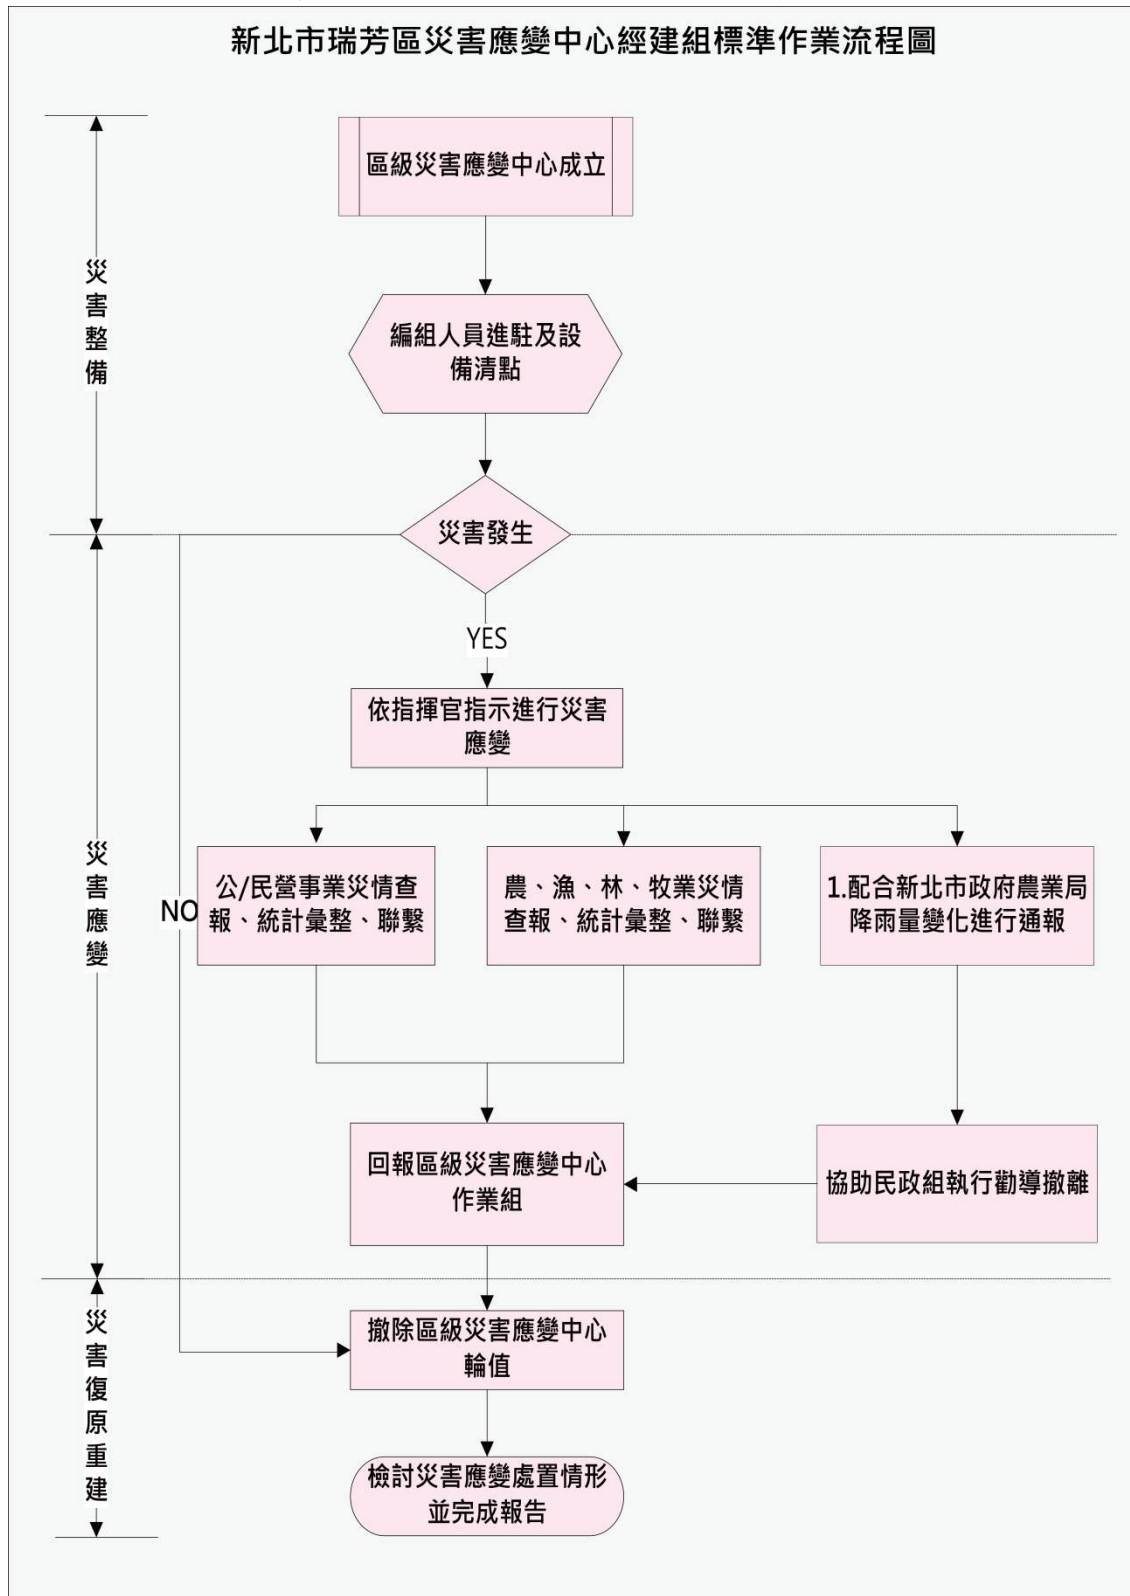 新北市瑞芳區災害應變中心經建組標準作業流程圖
災害整備
區級災害應變中心成立
編組人員進駐及設
備清點
災害發生
YES
NO
災害應變
依指揮官指示進行災害
應變
公/民營事業災情查
報、統計彙整、聯繫
農、漁、林、牧業災情
查報、統計彙整、聯繫
1.配合新北市政府農業局
降雨量變化進行通報
回報區級災害應變中心
作業組
協助民政組執行勸導撤離
災害復原重建
撤除區級災害應變中心
輪值
檢討災害應變處置情形
並完成報告